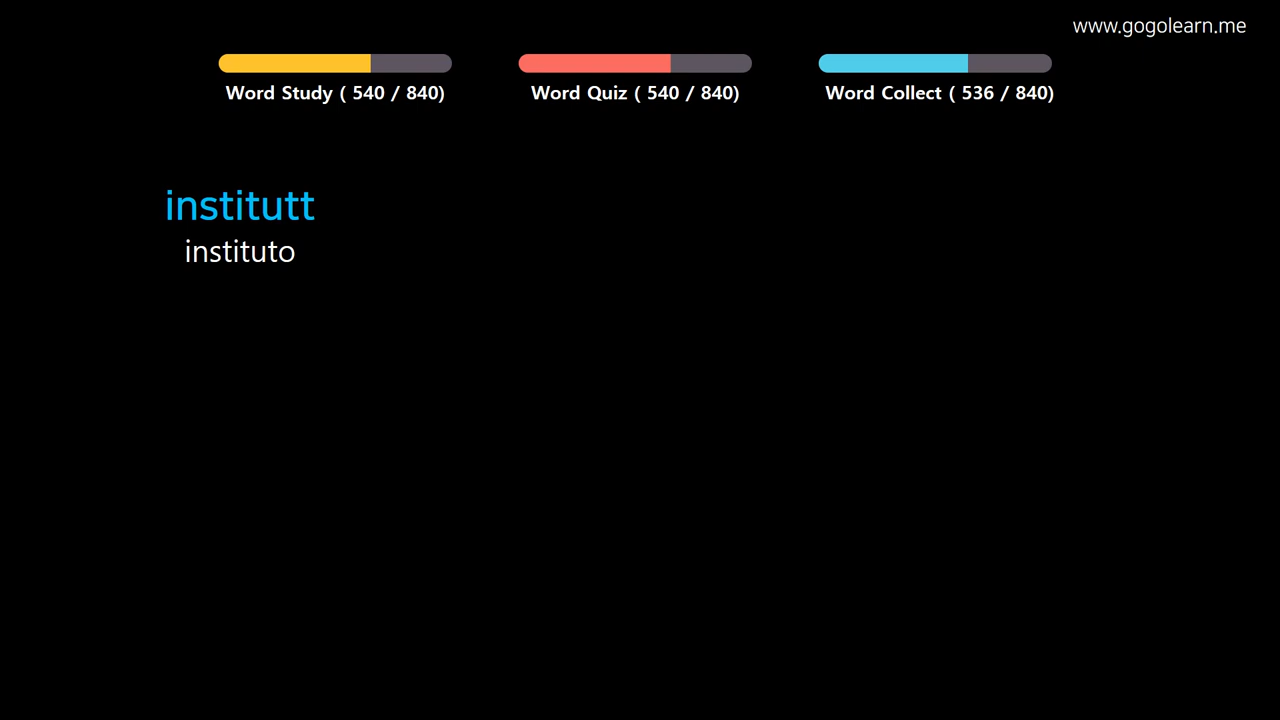 www.gogolearn.me
Word Study ( 540 / 840)
Word Quiz ( 540 / 840)
Word Collect ( 536 / 840)
institutt
instituto